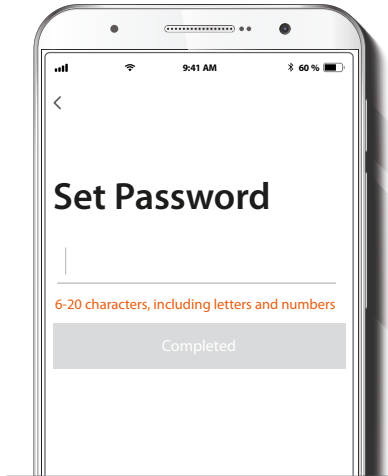 9:41 AM
60 %
Set Password
6-20 characters, including letters and numbers
Completed